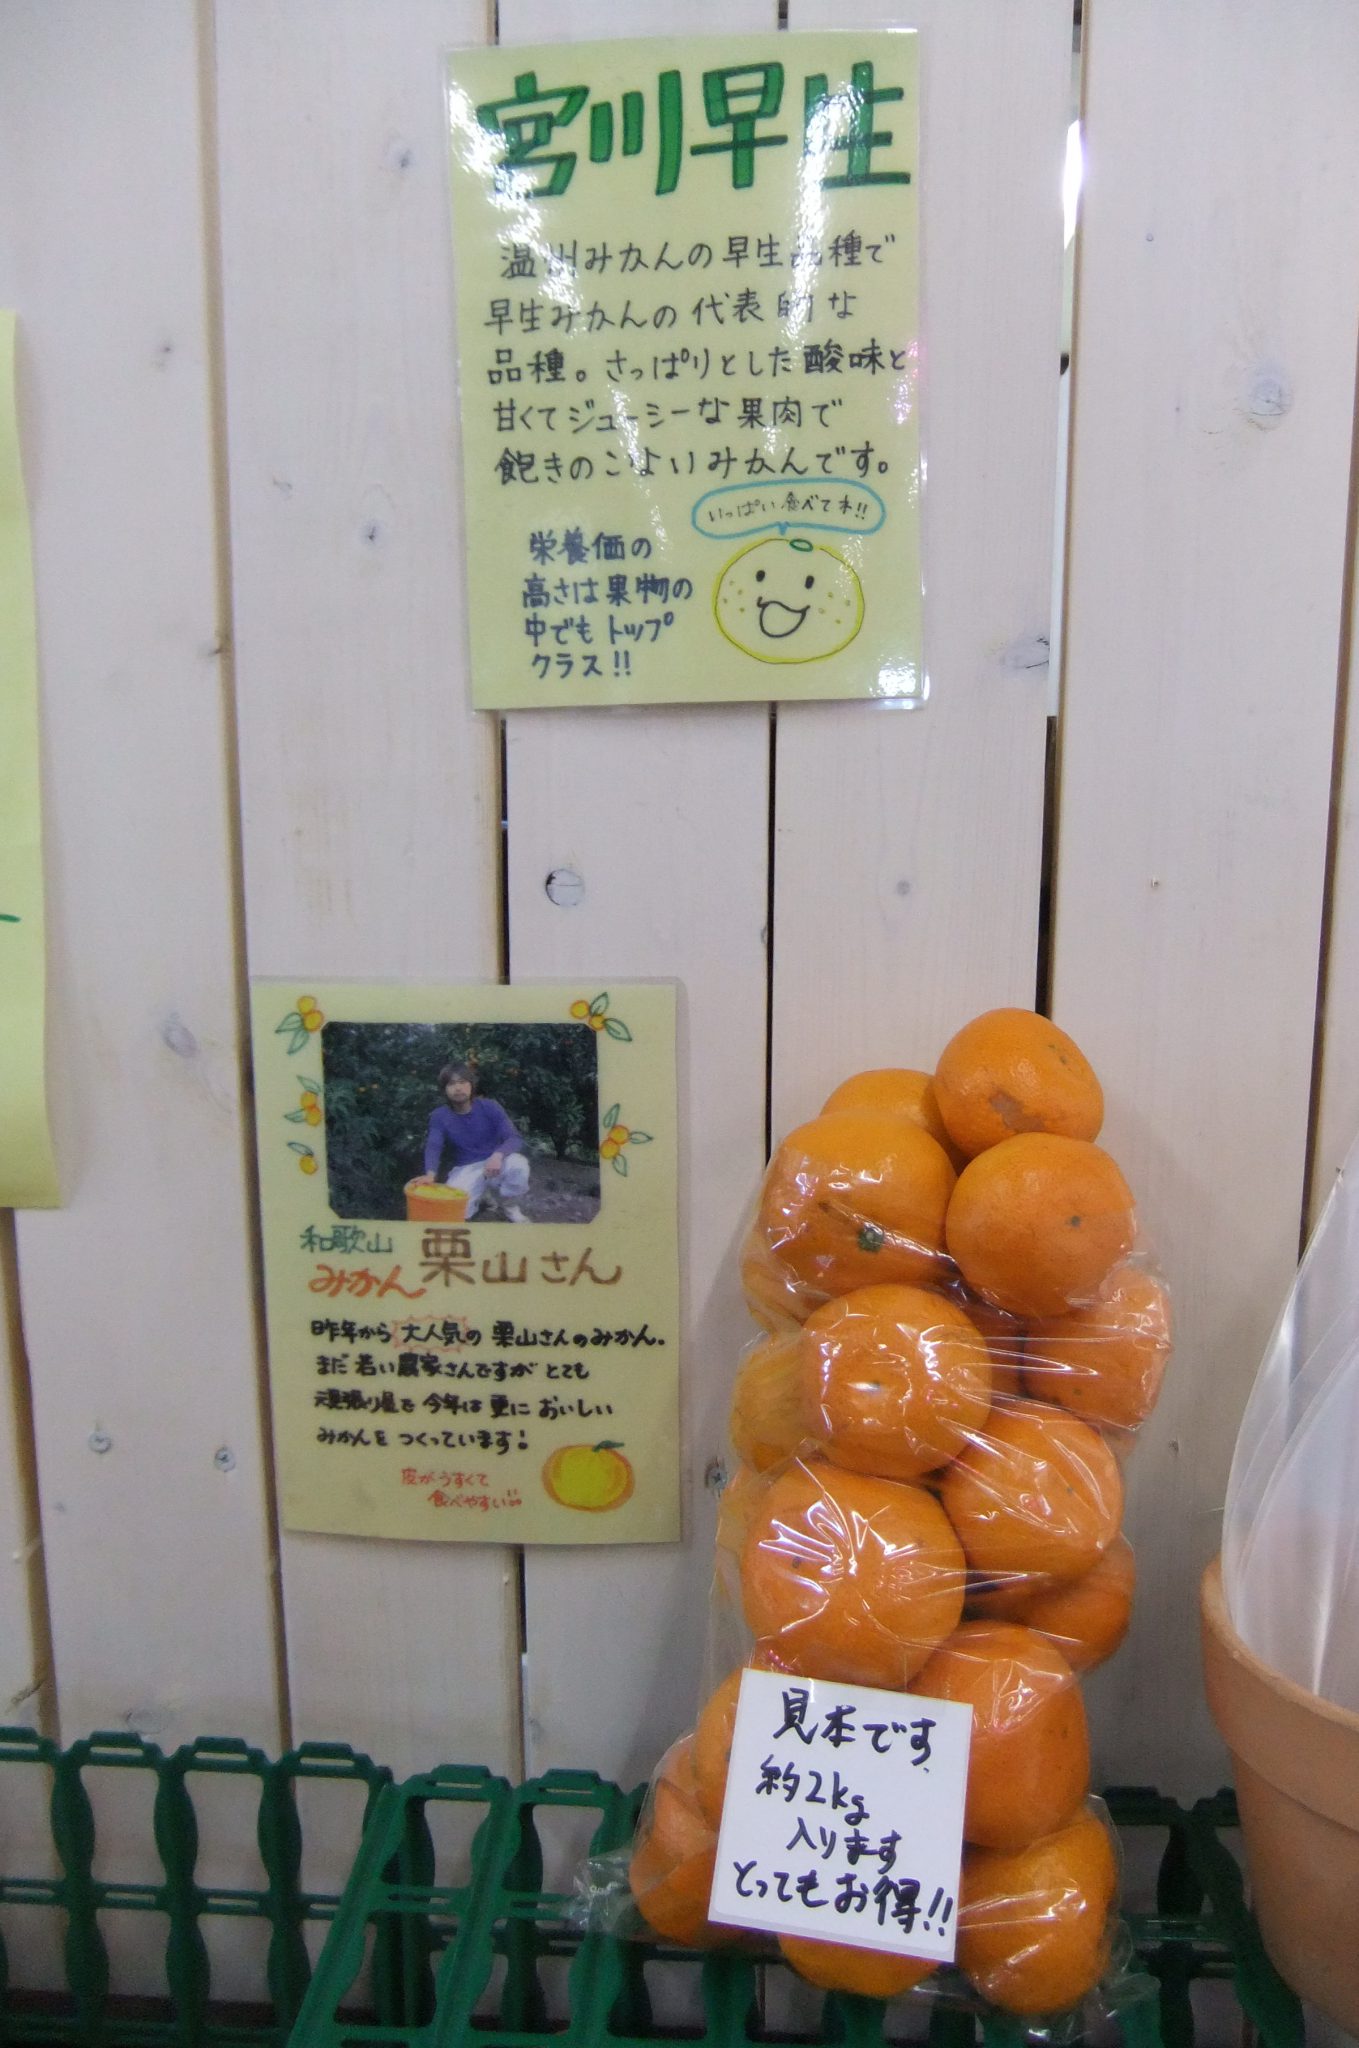 宮川早生
温州みかんの早生品種で
早生みかんの代表的な
品種。さっぱりとした酸味と
甘くてジューシーな果肉で
飽きのこないみかんです。
いっぱい食べてネ!!
栄養価の
高さは果物の
中でもトップ
クラス!!
和歌山
みかん
栗山さん
昨年から大人気の栗山さんのみかん。
まだ若い農家さんですがとても
頑張り屋で今年は更においしい
みかんをつくっています!
皮がうすくて
食べやすい
見本です、
約2kg
入ります
とってもお得!!